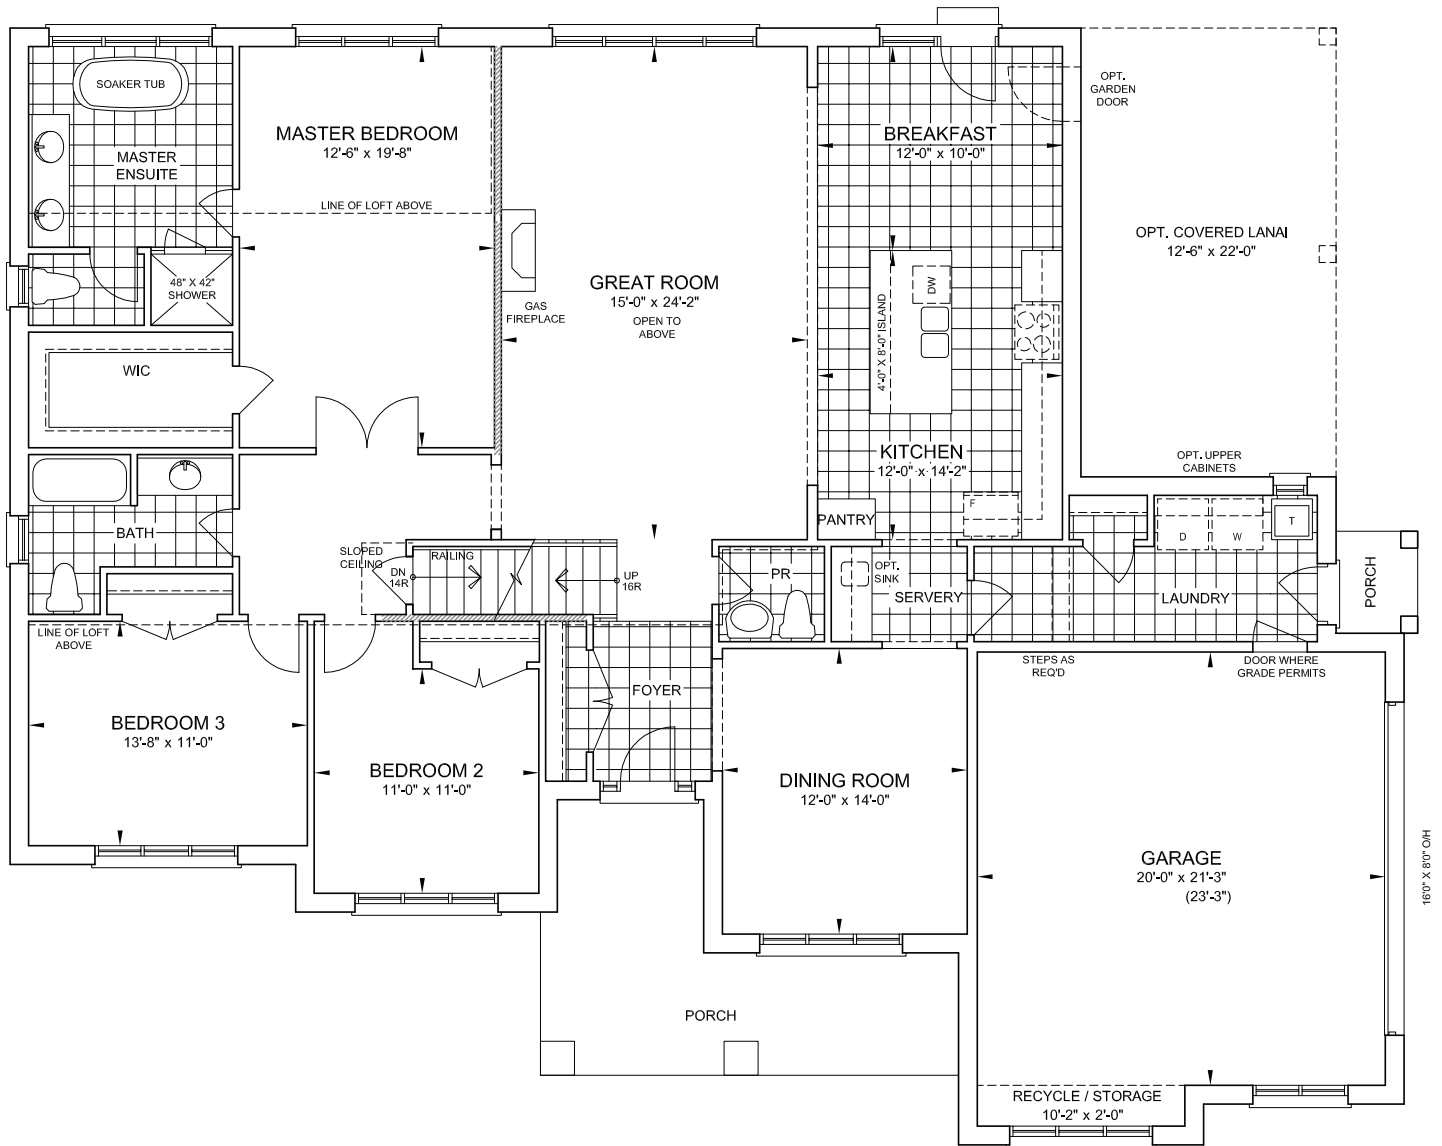 SOAKER TUB
MASTER
ENSUITE
48" X 42"
SHOWER
WIC
MASTER BEDROOM
12'-6" x 19'-8"
LINE OF LOFT ABOVE
GAS
FIREPLACE
GREAT ROOM
15'-0" x 24'-2"
OPEN TO
ABOVE
BREAKFAST
12'-0" x 10'-0"
OPT.
GARDEN
DOOR
OPT. COVERED LANAI
12'-6" x 22'-0"
DW
4'-0" X 8'-0" ISLAND
KITCHEN
12'-0" x 14'-2"
PANTRY
F
OPT. UPPER
CABINETS
BATH
SLOPED
CEILING
DN
14R
RAILING
UP
16R
PR
OPT.
SINK
SERVERY
D
W
T
LAUNDRY
PORCH
LINE OF LOFT
ABOVE
BEDROOM 3
13'-8" x 11'-0"
BEDROOM 2
11'-0" x 11'-0"
FOYER
DINING ROOM
12'-0" x 14'-0"
STEPS AS
REQ'D
DOOR WHERE
GRADE PERMITS
GARAGE
20'-0" x 21'-3"
(23'-3")
16'0" X 8'0" O/H
PORCH
RECYCLE / STORAGE
10'-2" x 2'-0"